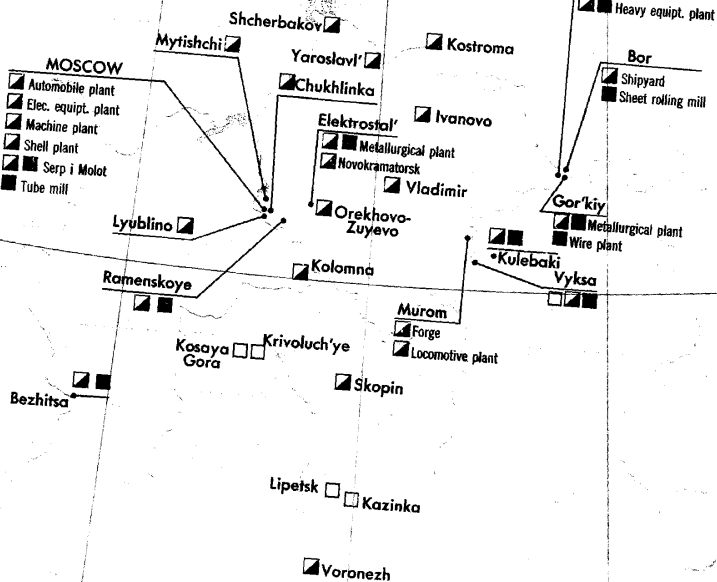 Heavy equipt. plant
Shcherbakov
Mytishchi
Kostroma
Yaroslavl'
Bor
Shipyard
Sheet rolling mill
MOSCOW
Automobile plant
Elec. equipt. plant
Machine plant
Shell plant
Serp i Molot
Tube mill
Chukhlinka
Ivanovo
Elektrostal'
Metallurgical plant
Novokramatorsk
Vladimir
Gor'kiy
Metallurgical plant
Wire plant
Lyublino
Orekhovo-
Zuyevo
Kulebaki
Kolomna
Vyksa
Ramenskoye
Murom
Forge
Locomotive plant
Kosaya
Gora
Krivoluch'ye
Skopin
Bezhitsa
Lipetsk
Kazinka
Voronezh